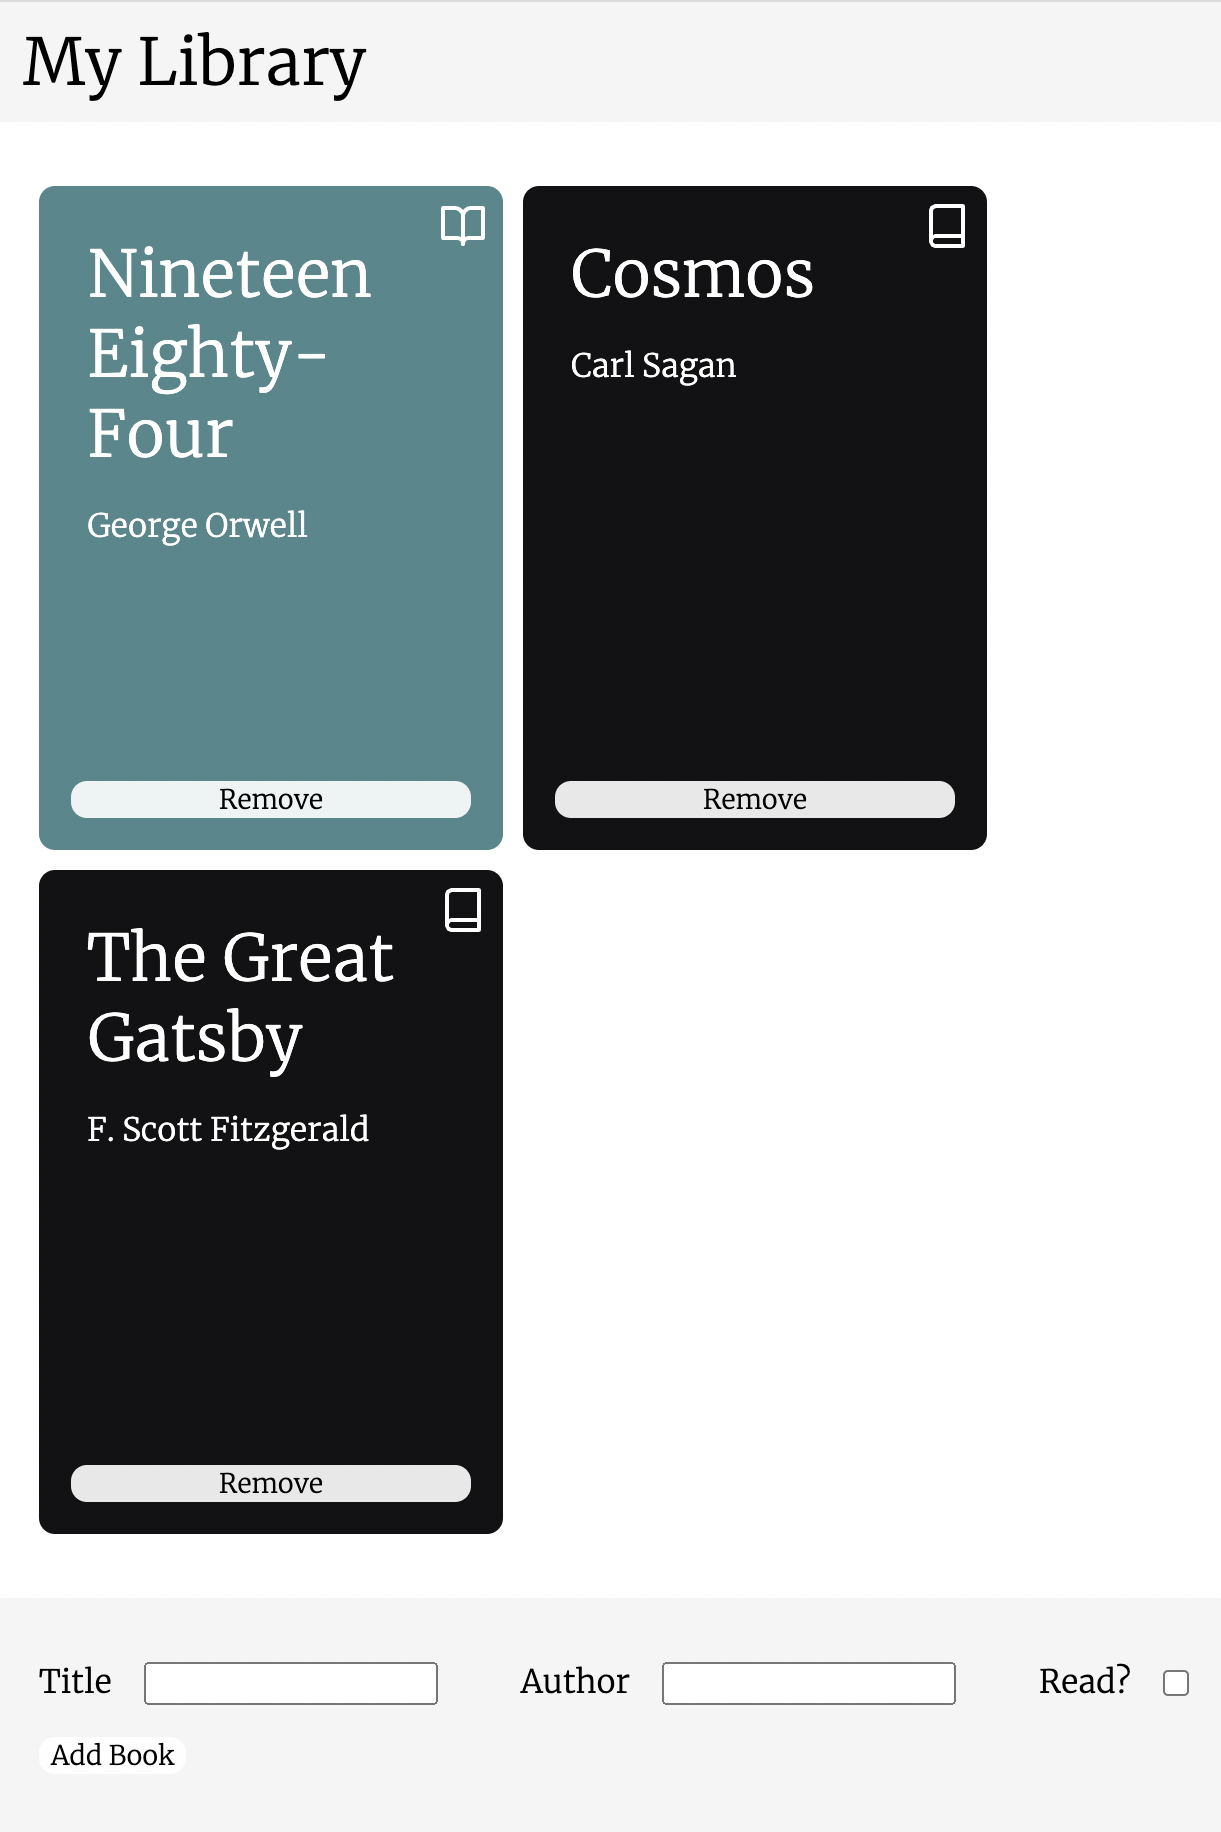 My Library
Nineteen
Eighty-
Four
George Orwell
Remove
Cosmos
Carl Sagan
Remove
The Great
Gatsby
F. Scott Fitzgerald
Remove
Title
Author
Read?
Add Book